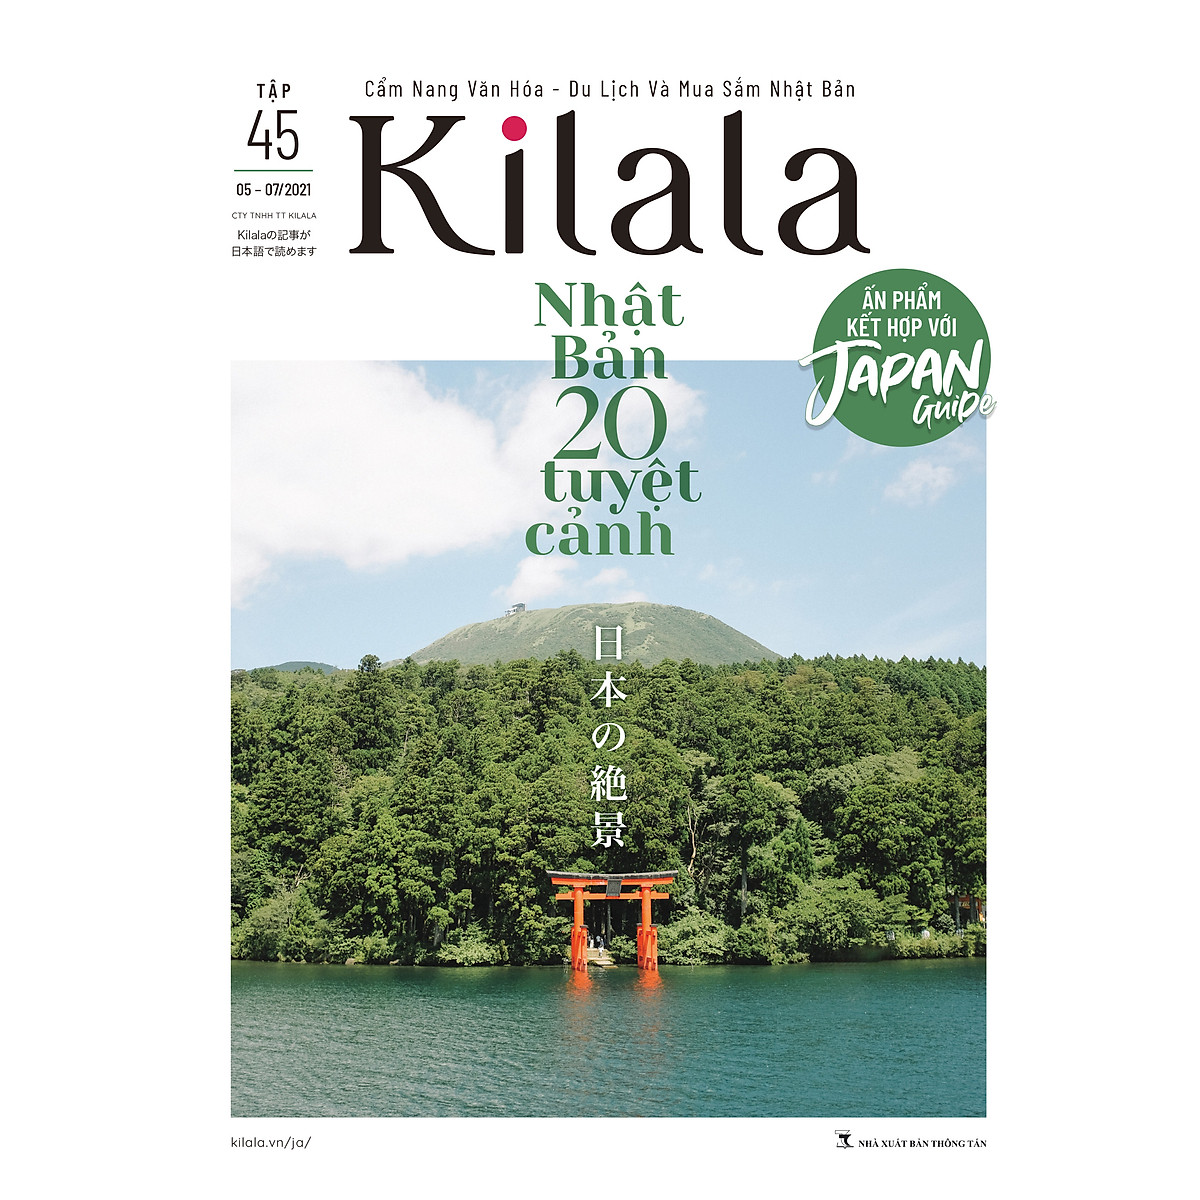 TẬP
45
05 – 07/2021
CTY TNHH TT KILALA
Kilalaの記事が
日本語で読めます
Cẩm Nang Văn Hóa - Du Lịch Và Mua Sắm Nhật Bản
Kilala
Nhật
Bản
20
tuyệt
cảnh
ẤN PHẨM
KẾT HỢP VỚI
JAPAN
GUiDe
日本の絶景
kilala.vn/ja/
NHÀ XUẤT BẢN THÔNG TẤN